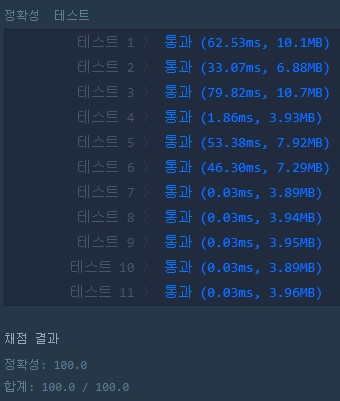 정확성 테스트
테스트 1 〉 통과 (62.53ms, 10.1MB)
테스트 2 〉 통과 (33.07ms, 6.88MB)
테스트 3 〉 통과 (79.82ms, 10.7MB)
테스트 4 〉 통과 (1.86ms, 3.93MB)
테스트 5 〉 통과 (53.38ms, 7.92MB)
테스트 6 〉 통과 (46.30ms, 7.29MB)
테스트 7 〉 통과 (0.03ms, 3.89MB)
테스트 8 〉 통과 (0.03ms, 3.94MB)
테스트 9 〉 통과 (0.03ms, 3.95MB)
테스트 10 〉 통과 (0.03ms, 3.89MB)
테스트 11 〉 통과 (0.03ms, 3.96MB)
채점 결과
정확성: 100.0
합계: 100.0 / 100.0